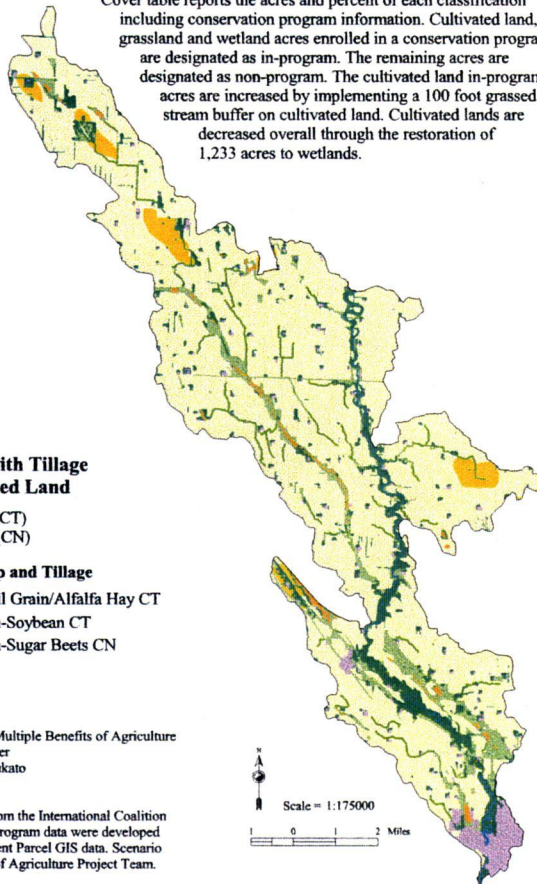 Cover table reports the acres and percent of each classification
including conservation program information. Cultivated land,
grassland and wetland acres enrolled in a conservation progra
are designated as in-program. The remaining acres are
designated as non-program. The cultivated land in-program
acres are increased by implementing a 100 foot grassed
stream buffer on cultivated land. Cultivated lands are
decreased overall through the restoration of
1,233 acres to wetlands.
ith Tillage
ed Land
CT)
CN)
p and Tillage
ll Grain/Alfalfa Hay CT
-Soybean CT
-Sugar Beets CN
Multiple Benefits of Agriculture
er
kato
om the International Coalition
rogram data were developed
ent Parcel GIS data. Scenario
of Agriculture Project Team.
N
Scale = 1:175000
1 0 1 2 Miles